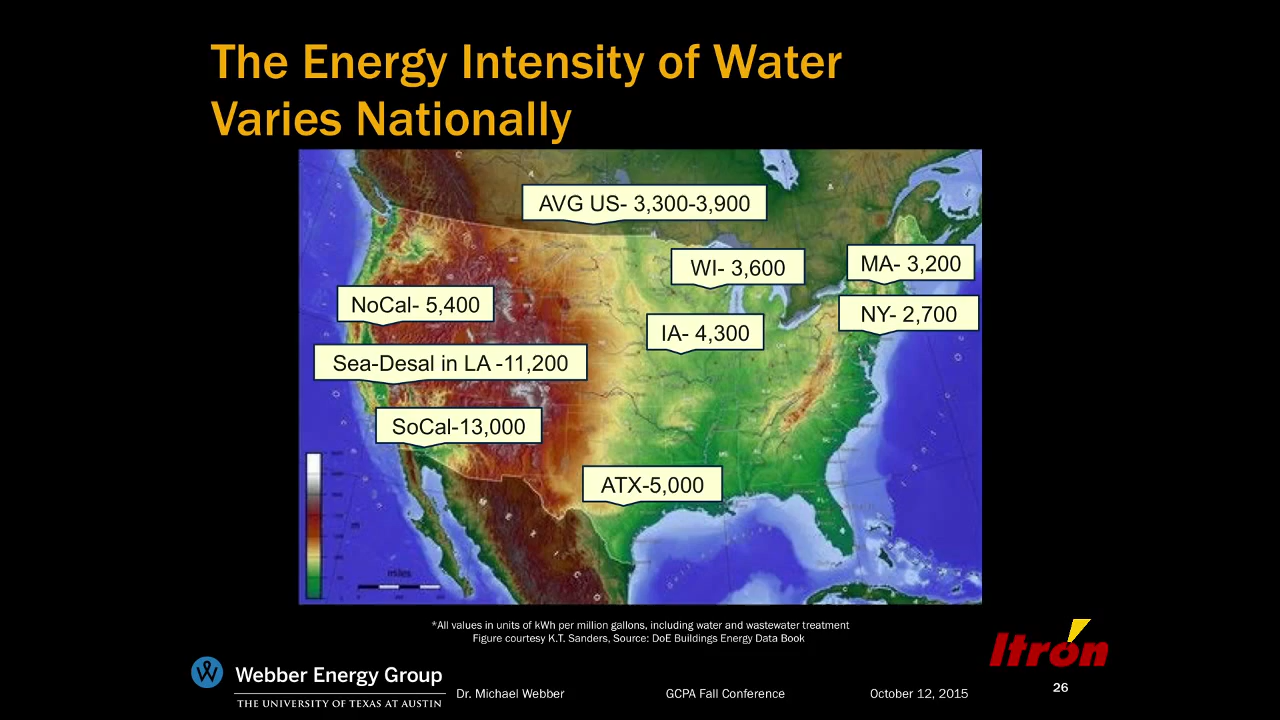 The Energy Intensity of Water
Varies Nationally
AVG US- 3,300-3,900
WI- 3,600
MA- 3,200
NoCal- 5,400
NY- 2,700
IA- 4,300
Sea-Desal in LA -11,200
SoCal-13,000
ATX-5,000
miles
*All values in units of kWh per million gallons, including water and wastewater treatment
Figure courtesy K.T. Sanders, Source: DoE Buildings Energy Data Book
Itron
W Webber Energy Group
THE UNIVERSITY OF TEXAS AT AUSTIN
Dr. Michael Webber
GCPA Fall Conference
October 12, 2015
26